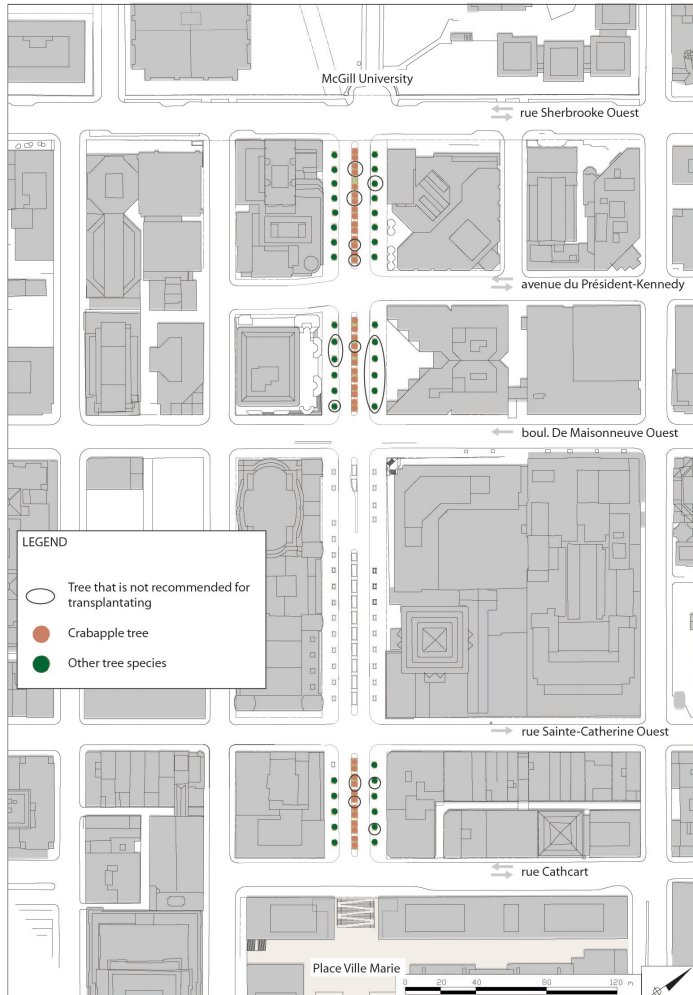 McGill University
rue Sherbrooke Ouest
avenue du Président-Kennedy
boul. De Maisonneuve Ouest
LEGEND
Tree that is not recommended for
transplantating
Crabapple tree
Other tree species
rue Sainte-Catherine Ouest
rue Cathcart
Place Ville Marie
0 20 40 80 120 m